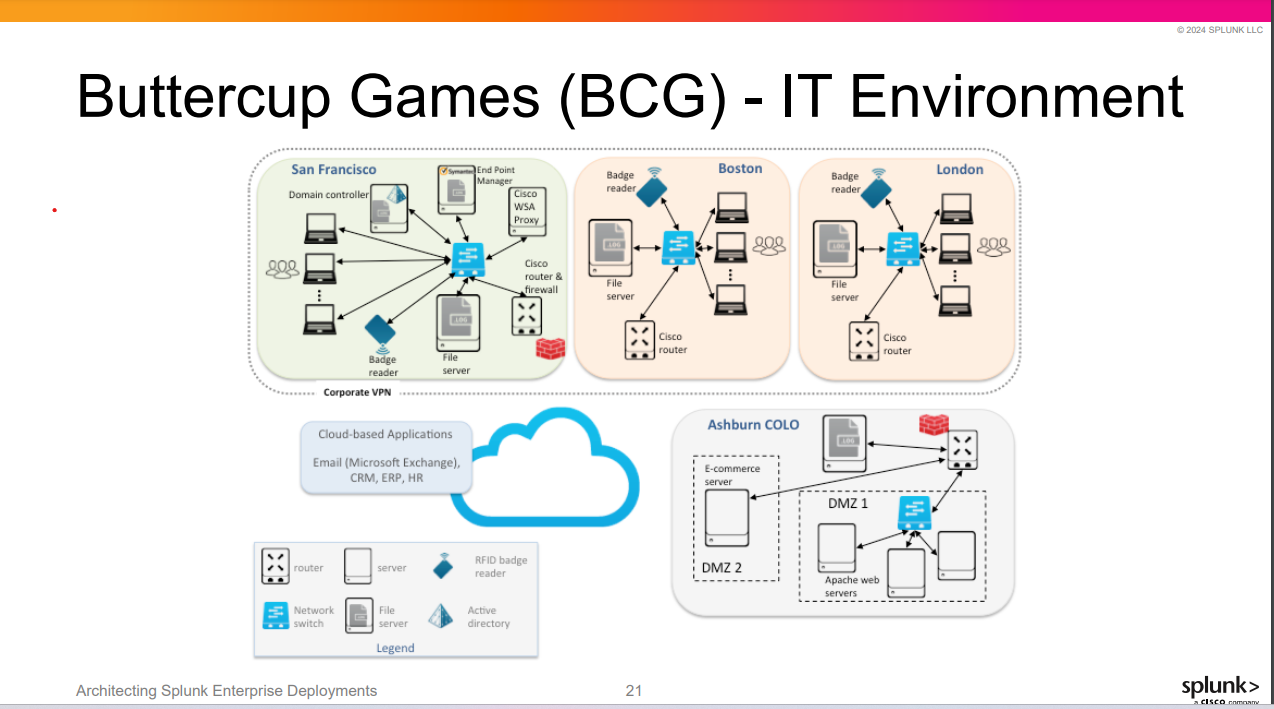 © 2024 SPLUNK LLC
Buttercup Games (BCG) - IT Environment
San Francisco
Domain controller
Symantec
End Point
Manager
Cisco
WSA
Proxy
Cisco
router &
firewall
LOG
File
server
Badge
reader
Boston
Badge
reader
LOG
File
server
Cisco
router
London
Badge
reader
LOG
File
server
Cisco
router
Corporate VPN
Cloud-based Applications
Email (Microsoft Exchange),
CRM, ERP, HR
Ashburn COLO
LOG
E-commerce
server
DMZ 2
DMZ 1
Apache web
servers
router
server
RFID badge
reader
Network
switch
File
server
Active
directory
Legend
Architecting Splunk Enterprise Deployments
21
splunk>
a CISCO company